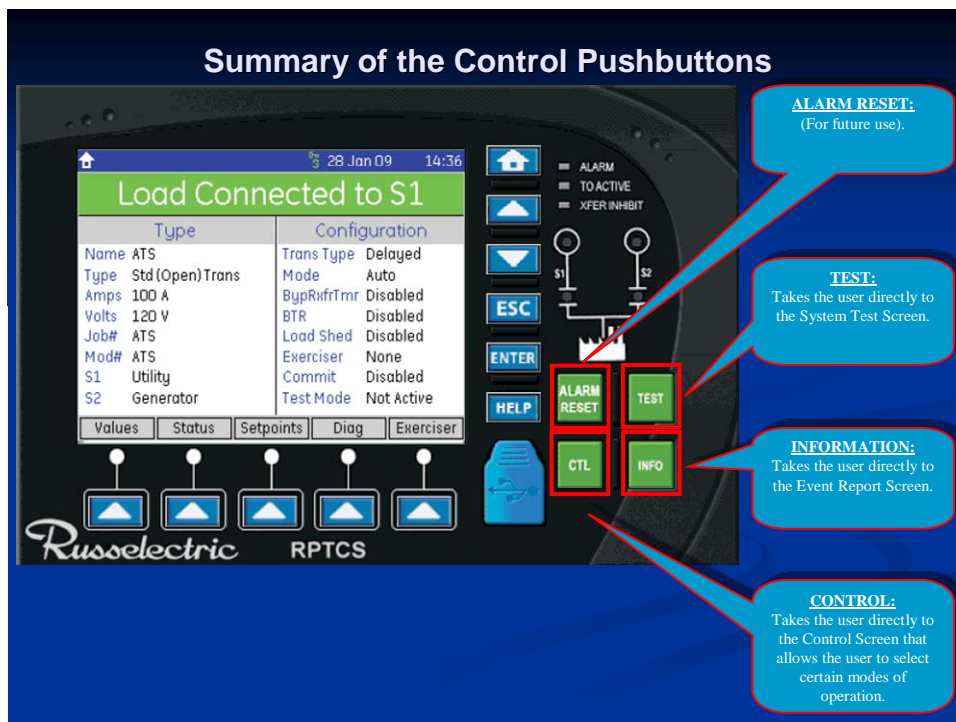 Summary of the Control Pushbuttons
ALARM RESET:
(For future use).
28 Jan 09 14:36
Load Connected to S1
Type
Configuration
Name ATS
Trans Type Delayed
Type Std (Open) Trans
Mode Auto
Amps 100 A
BypRxfrTmr Disabled
Volts 120 V
BTR Disabled
Job# ATS
Load Shed Disabled
Mod# ATS
Exerciser None
S1 Utility
Commit Disabled
S2 Generator
Test Mode Not Active
Values Status Setpoints Diag Exerciser
ESC
ENTER
HELP
ALARM
TO ACTIVE
XFER INHIBIT
S1
S2
ALARM
RESET
TEST
CTL
INFO
TEST:
Takes the user directly to
the System Test Screen.
INFORMATION:
Takes the user directly to
the Event Report Screen.
Russelectric
RPTCS
CONTROL:
Takes the user directly to
the Control Screen that
allows the user to select
certain modes of
operation.